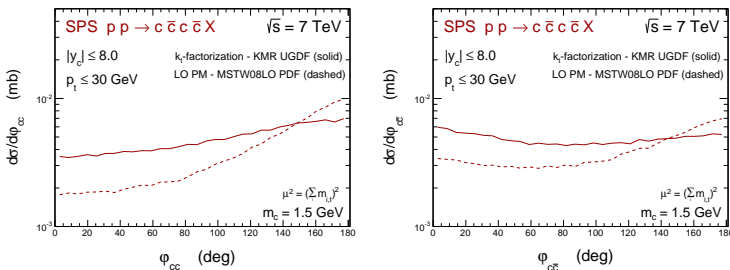 SPS p p → c c̅ c c̅ X √s = 7 TeV
|y_c| ≤ 8.0 k_t-factorization - KMR UGDF (solid)
p_t ≤ 30 GeV LO PM - MSTW08LO PDF (dashed)
dσ/dφ_cc (mb)
10⁻²
10⁻³
μ² = (∑ m_i,t)²
m_c = 1.5 GeV
0 20 40 60 80 100 120 140 160 180
φ_cc (deg)
SPS p p → c c̅ c c̅ X √s = 7 TeV
|y_c| ≤ 8.0 k_t-factorization - KMR UGDF (solid)
p_t ≤ 30 GeV LO PM - MSTW08LO PDF (dashed)
dσ/dφ_cc̅ (mb)
10⁻²
10⁻³
μ² = (∑ m_i,t)²
m_c = 1.5 GeV
0 20 40 60 80 100 120 140 160 180
φ_cc̅ (deg)